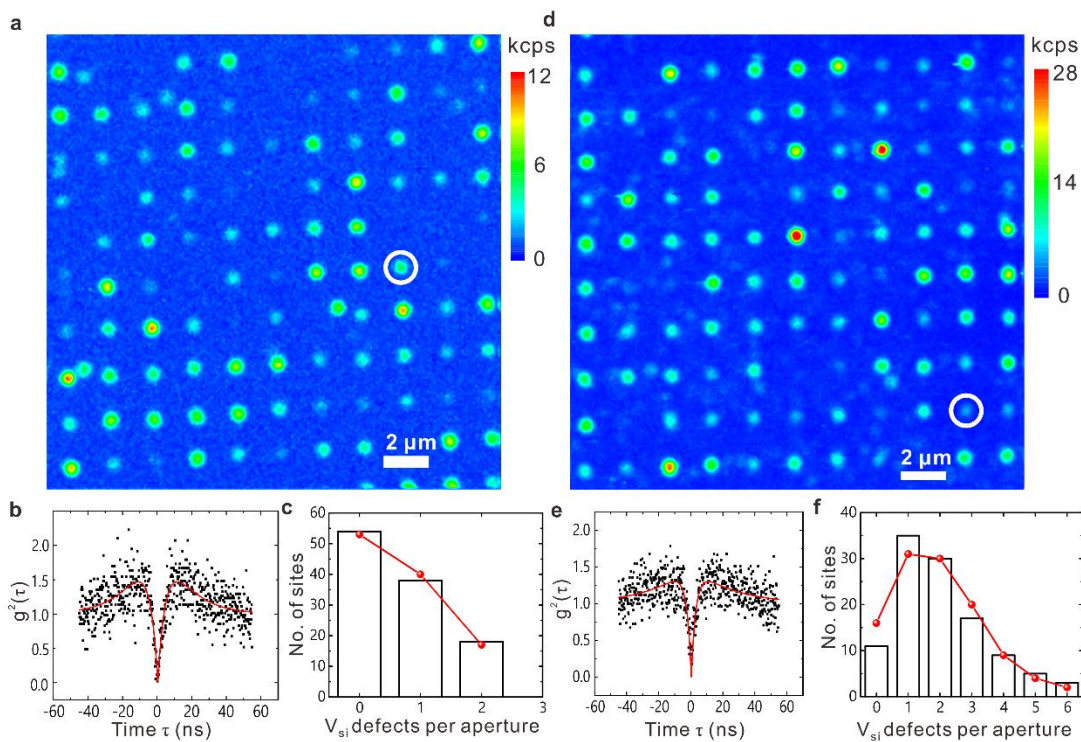 a
kcps
12
6
0
2 μm
d
kcps
28
14
0
2 μm
b
2.0
1.5
1.0
0.5
0.0
g²(τ)
-60 -40 -20 0 20 40 60
Time τ (ns)
c
60
50
40
30
20
10
0
No. of sites
0 1 2 3
V_si defects per aperture
e
2.0
1.5
1.0
0.5
0.0
g²(τ)
-60 -40 -20 0 20 40 60
Time τ (ns)
f
40
30
20
10
0
No. of sites
0 1 2 3 4 5 6
V_si defects per aperture